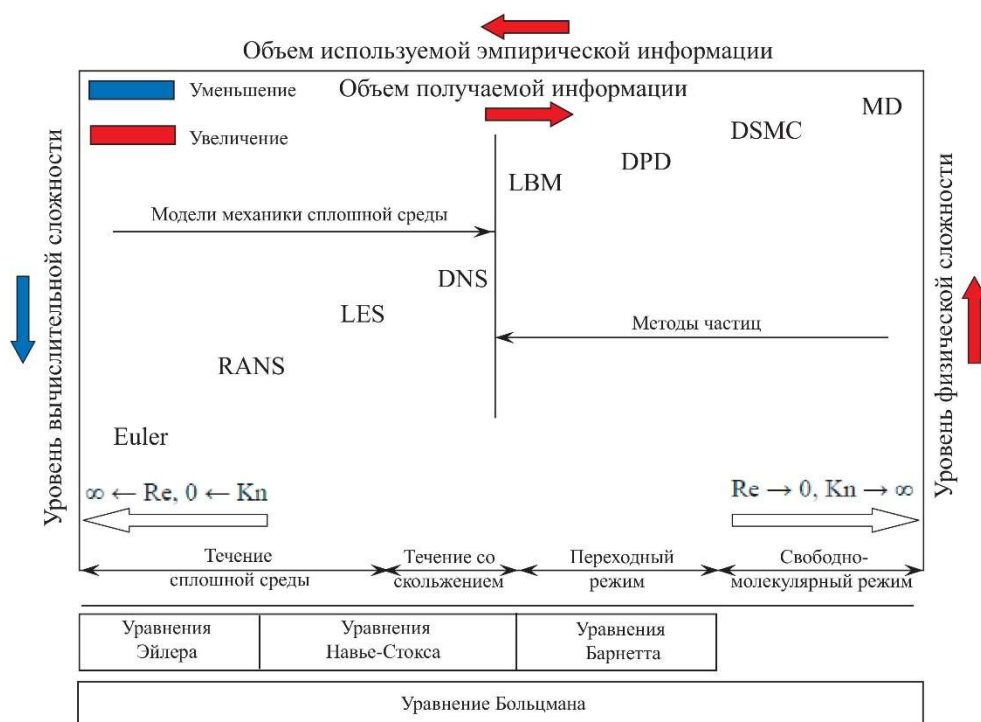 Объем используемой эмпирической информации
Объем получаемой информации
Уменьшение
Увеличение
MD
DSMC
DPD
LBM
Модели механики сплошной среды
DNS
LES
Методы частиц
RANS
Euler
Уровень вычислительной сложности
Уровень физической сложности
∞ ← Re, 0 ← Kn
Re → 0, Kn → ∞
Течение
сплошной среды
Течение со
скольжением
Переходный
режим
Свободно-
молекулярный режим
Уравнения
Эйлера
Уравнения
Навье-Стокса
Уравнения
Барнетта
Уравнение Больцмана